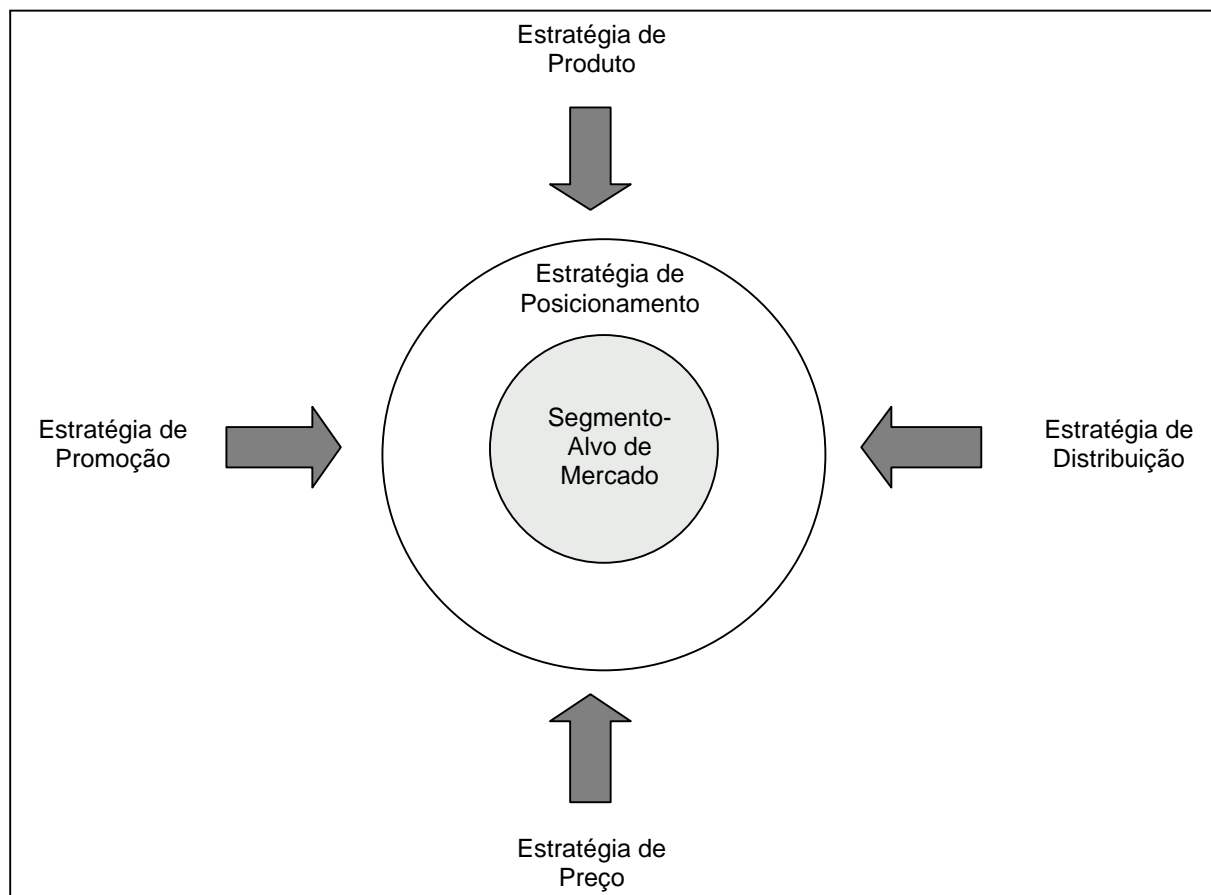 Estratégia de
Produto
Estratégia de
Posicionamento
Segmento-
Alvo de
Mercado
Estratégia de
Promoção
Estratégia de
Distribuição
Estratégia de
Preço